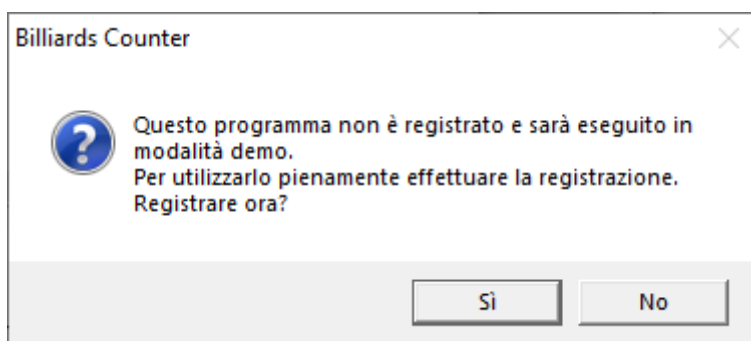 Billiards Counter
Questo programma non è registrato e sarà eseguito in
modalità demo.
Per utilizzarlo pienamente effettuare la registrazione.
Registrare ora?
Sì
No